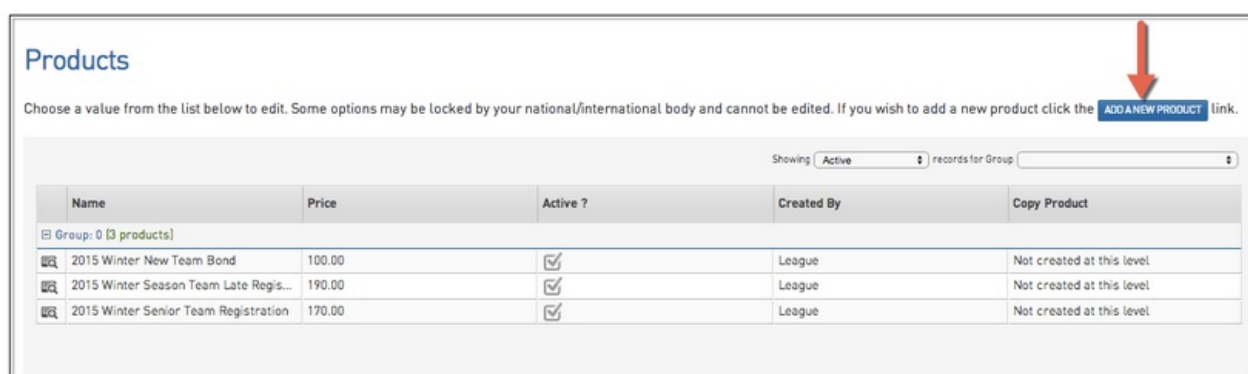 Products
Choose a value from the list below to edit. Some options may be locked by your national/international body and cannot be edited. If you wish to add a new product click the ADD A NEW PRODUCT link.
Showing Active records for Group
Name Price Active ? Created By Copy Product
Group: 0 (3 products)
2015 Winter New Team Bond 100.00 League Not created at this level
2015 Winter Season Team Late Regis... 190.00 League Not created at this level
2015 Winter Senior Team Registration 170.00 League Not created at this level